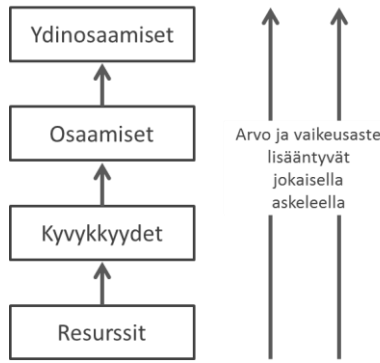 Ydinosaamiset
Osaamiset
Arvo ja vaikeusaste
lisääntyvät
jokaisella
askeleella
Kyvykkyydet
Resurssit